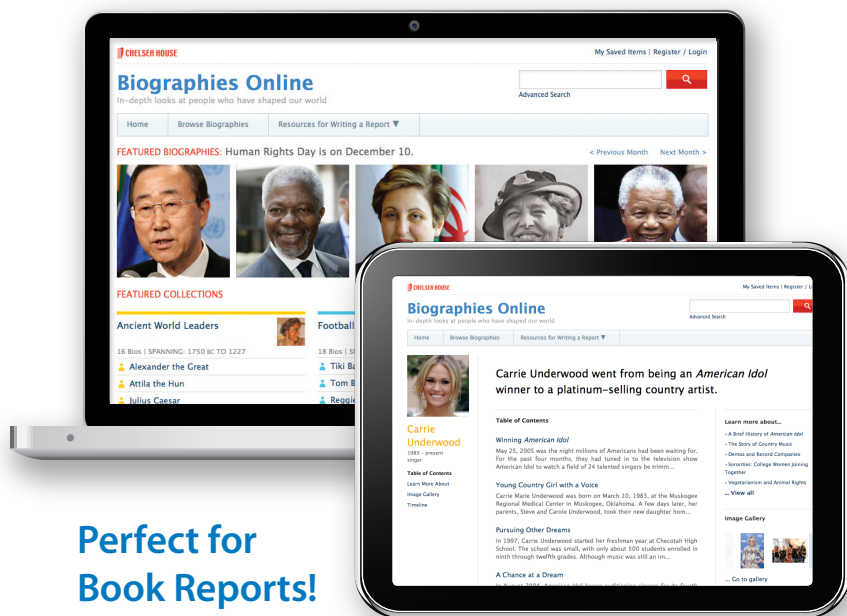 CHELSEA HOUSE
My Saved Items | Register / Login
Biographies Online
In-depth looks at people who have shaped our world
Advanced Search
Home Browse Biographies Resources for Writing a Report ▼
FEATURED BIOGRAPHIES: Human Rights Day is on December 10.
< Previous Month Next Month >
FEATURED COLLECTIONS
Ancient World Leaders
16 Bios | SPANNING: 1750 BC TO 1227
Alexander the Great
Attila the Hun
Julius Caesar
Football
18 Bios |
Tiki
Tom
Reggie
CHELSEA HOUSE
My Saved Items | Register /
Biographies Online
In-depth looks at people who have shaped our world
Advanced Search
Home Browse Biographies Resources for Writing a Report ▼
Carrie
Underwood
1983 – present
singer
Table of Contents
Learn More About
Image Gallery
Timeline
Carrie Underwood went from being an American Idol
winner to a platinum-selling country artist.
Table of Contents
Winning American Idol
May 25, 2005 was the night millions of Americans had been waiting for.
For the past four months, they had tuned in to the television show
American Idol to watch a field of 24 talented singers be trimm...
Young Country Girl with a Voice
Carrie Marie Underwood was born on March 10, 1983, at the Muskogee
Regional Medical Center in Muskogee, Oklahoma. A few days later, her
parents, Steve and Carole Underwood, took their new daughter hom...
Pursuing Other Dreams
In 1997, Carrie Underwood started her freshman year at Checotah High
School. The school was small, with only about 500 students enrolled in
ninth through twelfth grades. Although music was still an im...
A Chance at a Dream
In August 2004, American Idol began auditioning singers for its fourth
Learn more about...
› A Brief History of American Idol
› The Story of Country Music
› Demos and Record Companies
› Sororities: College Women Joining
Together
› Vegetarianism and Animal Rights
... View all
Image Gallery
... Go to gallery
Perfect for
Book Reports!